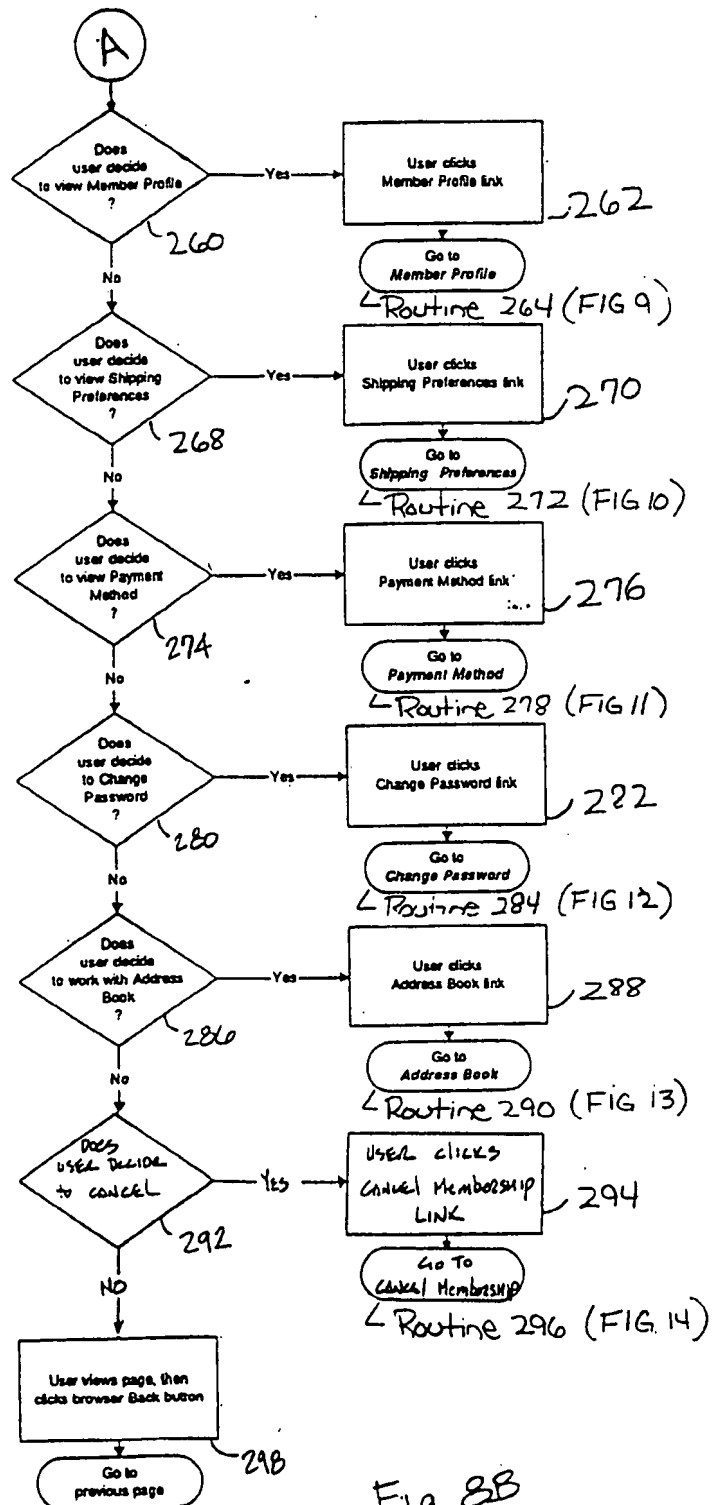 A
Does
user decide
to view Member Profile
?
260
Yes
User clicks
Member Profile link
262
Go to
Member Profile
Routine 264 (FIG 9)
No
Does
user decide
to view Shipping
Preferences
?
268
Yes
User clicks
Shipping Preferences link
270
Go to
Shipping Preferences
Routine 272 (FIG 10)
No
Does
user decide
to view Payment
Method
?
274
Yes
User clicks
Payment Method link
276
Go to
Payment Method
Routine 278 (FIG 11)
No
Does
user decide
to Change
Password
?
280
Yes
User clicks
Change Password link
282
Go to
Change Password
Routine 284 (FIG 12)
No
Does
user decide
to work with Address
Book
?
286
Yes
User clicks
Address Book link
288
Go to
Address Book
Routine 290 (FIG 13)
No
DOES
USER DECIDE
to CANCEL
292
YES
USER CLICKS
CANCEL MEMBERSHIP
LINK
294
GO TO
CANCEL MEMBERSHIP
Routine 296 (FIG. 14)
NO
User views page, then
clicks browser Back button
298
Go to
previous page
Fig. 8B